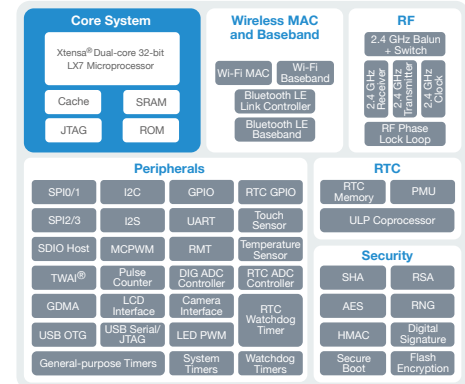 Core System
Xtensa® Dual-core 32-bit
LX7 Microprocessor
Cache
SRAM
JTAG
ROM
Wireless MAC
and Baseband
Wi-Fi MAC
Wi-Fi
Baseband
Bluetooth LE
Link Controller
Bluetooth LE
Baseband
RF
2.4 GHz Balun
+ Switch
2.4 GHz
Receiver
2.4 GHz
Transmitter
2.4 GHz
Clock
RF Phase
Lock Loop
Peripherals
SPI0/1
I2C
GPIO
RTC GPIO
SPI2/3
I2S
UART
Touch
Sensor
SDIO Host
MCPWM
RMT
Temperature
Sensor
TWAI®
Pulse
Counter
DIG ADC
Controller
RTC ADC
Controller
GDMA
LCD
Interface
Camera
Interface
RTC
Watchdog
Timer
USB OTG
USB Serial/
JTAG
LED PWM
General-purpose Timers
System
Timers
Watchdog
Timers
RTC
RTC
Memory
PMU
ULP Coprocessor
Security
SHA
RSA
AES
RNG
HMAC
Digital
Signature
Secure
Boot
Flash
Encryption